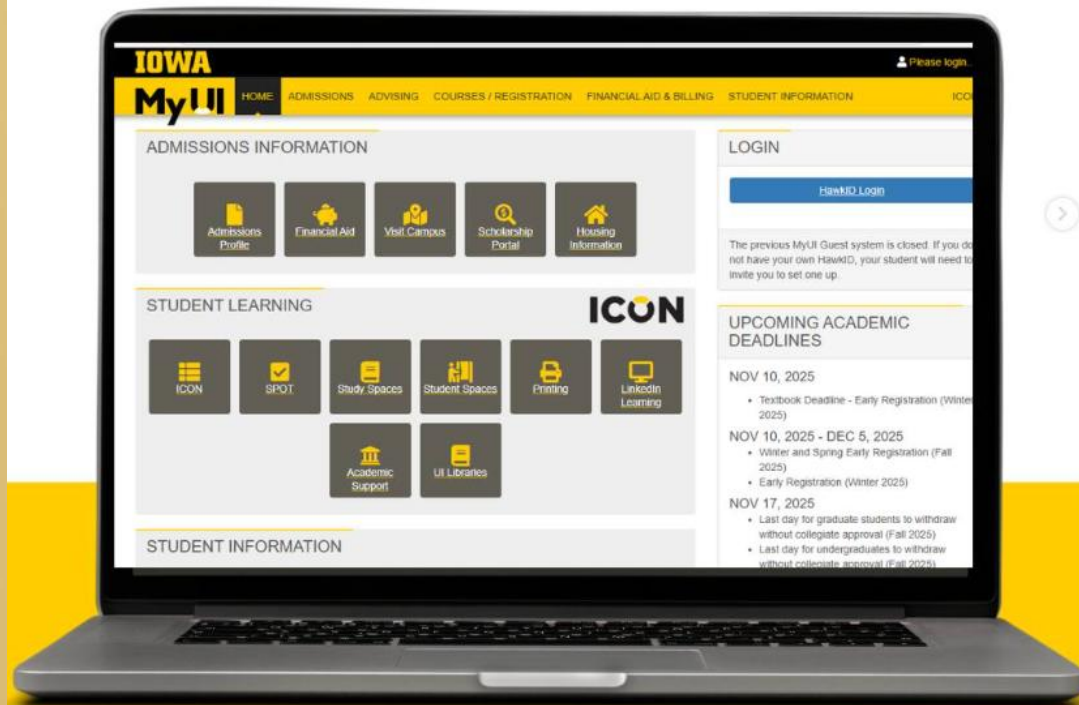 IOWA
Please login..
MyUI
HOME ADMISSIONS ADVISING COURSES / REGISTRATION FINANCIAL AID & BILLING STUDENT INFORMATION ICO
ADMISSIONS INFORMATION
Admissions Profile
Financial Aid
Visit Campus
Scholarship Portal
Housing Information
STUDENT LEARNING
ICON
ICON
SPOT
Study Spaces
Student Spaces
Printing
LinkedIn Learning
Academic Support
UI Libraries
STUDENT INFORMATION
LOGIN
HawkID Login
The previous MyUI Guest system is closed. If you do
not have your own HawkID, your student will need to
invite you to set one up.
UPCOMING ACADEMIC
DEADLINES
NOV 10, 2025
Textbook Deadline - Early Registration (Winter
2025)
NOV 10, 2025 - DEC 5, 2025
Winter and Spring Early Registration (Fall
2025)
Early Registration (Winter 2025)
NOV 17, 2025
Last day for graduate students to withdraw
without collegiate approval (Fall 2025)
Last day for undergraduates to withdraw
without collegiate approval (Fall 2025)